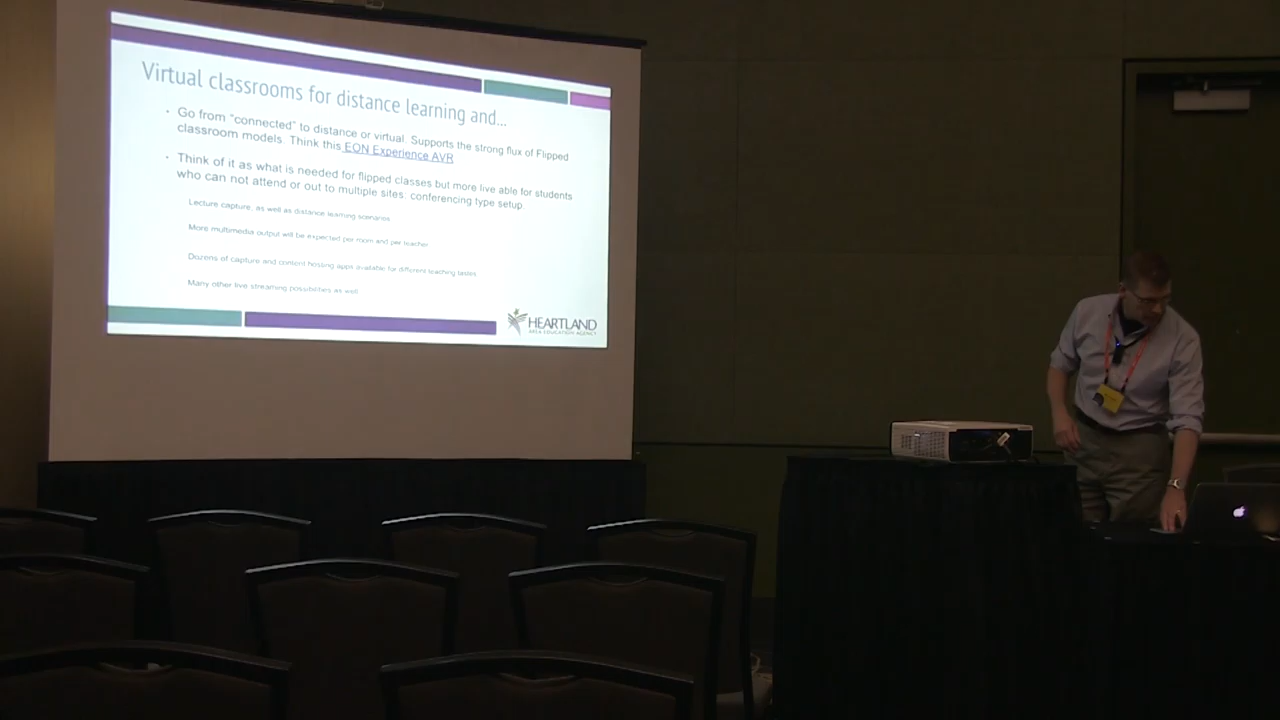 Virtual classrooms for distance learning and...
Go from "connected" to distance or virtual. Supports the strong flux of Flipped
classroom models. Think this EON Experience AVR
Think of it as what is needed for flipped classes but more live able for students
who can not attend or out to multiple sites: conferencing type setup.
Lecture capture, as well as distance learning scenarios
More multimedia output will be expected per room and per teacher
Dozens of capture and content hosting apps available for different teaching tastes
Many other live streaming possibilities as well
HEARTLAND
AREA EDUCATION AGENCY